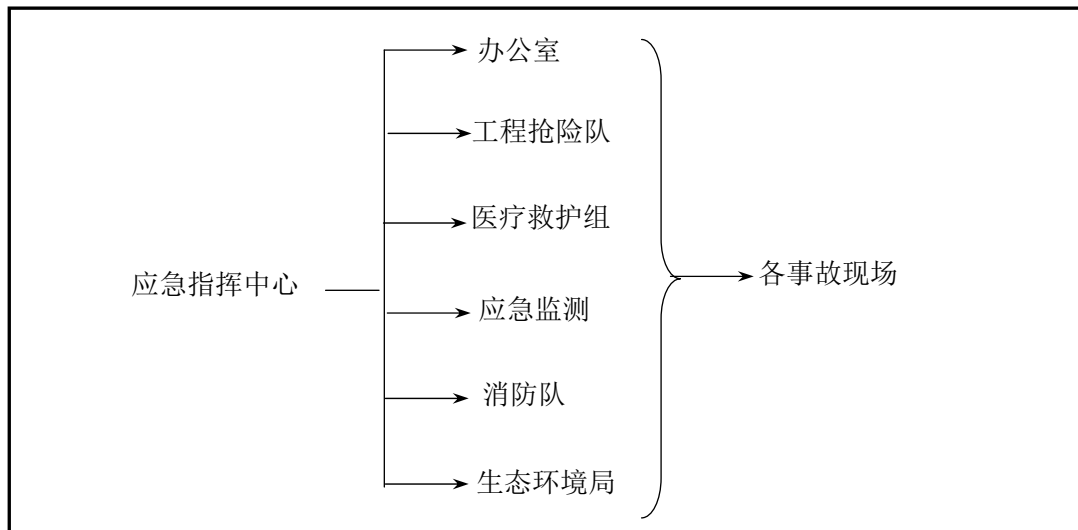 办公室
工程抢险队
医疗救护组
应急指挥中心
各事故现场
应急监测
消防队
生态环境局